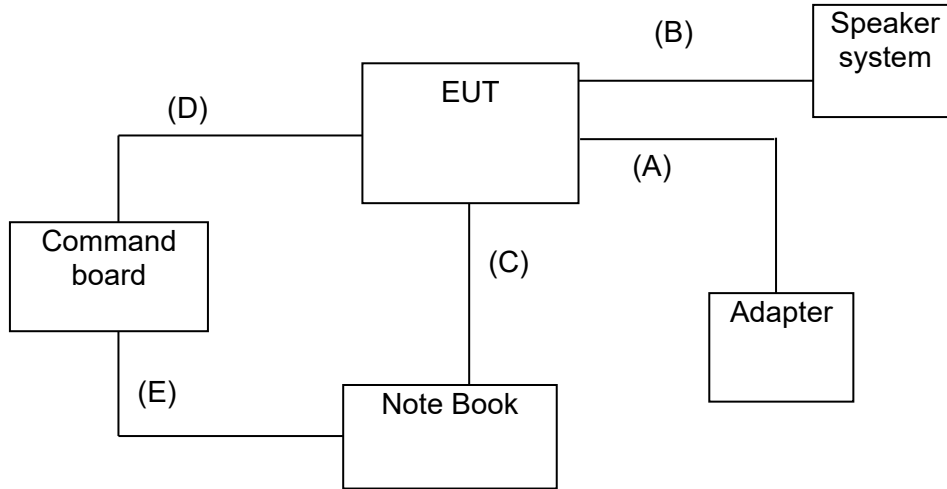 Speaker
system
(B)
EUT
(D)
(A)
Command
board
(C)
Adapter
(E)
Note Book